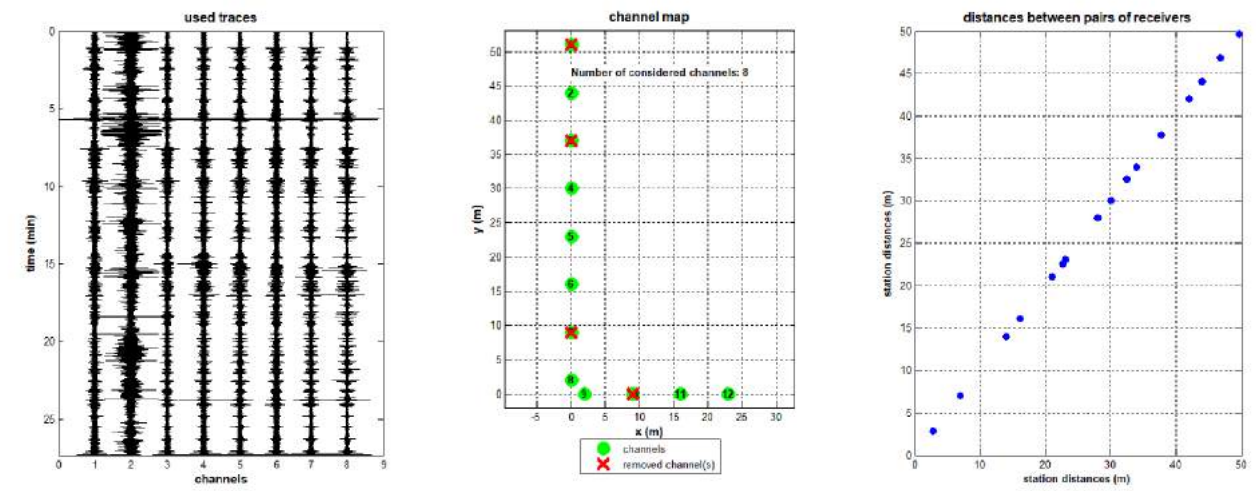 used traces
0
5
10
15
20
25
time (min)
0 1 2 3 4 5 6 7 8 9
channels
channel map
50
45
40
35
30
25
20
15
10
5
0
y (m)
Number of considered channels: 8
2
4
5
6
8
9
11
12
-5 0 5 10 15 20 25 30
x (m)
channels
removed channel(s)
distances between pairs of receivers
50
45
40
35
30
25
20
15
10
5
0
station distances (m)
0 10 20 30 40 50
station distances (m)